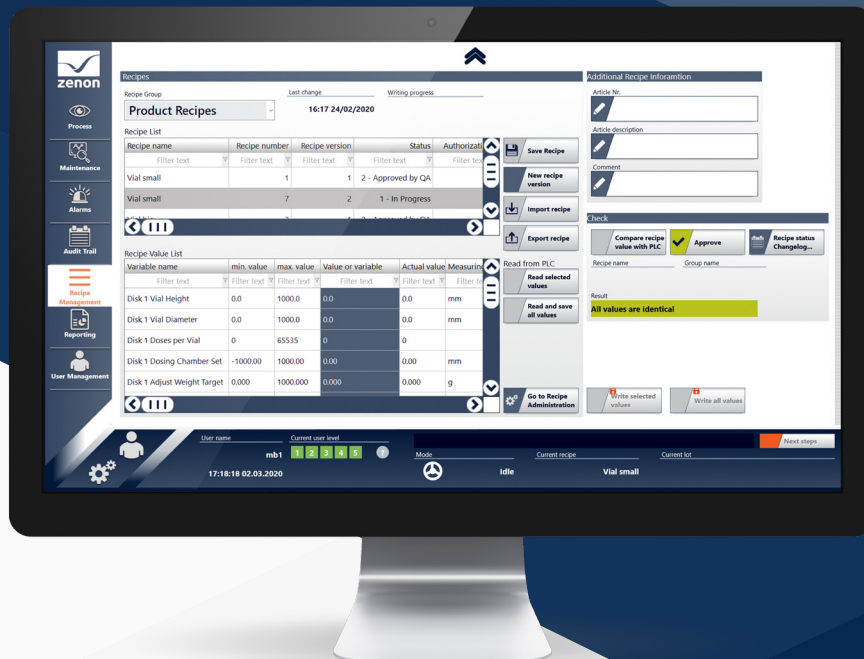 zenon
Process
Maintenance
Alarms
Audit Trail
Recipe
Management
Reporting
User Management
Recipes
Recipe Group
Last change
Writing progress
Product Recipes
16:17 24/02/2020
Recipe List
Recipe name Recipe number Recipe version Status Authorizati
Filter text Filter text Filter text Filter text Filter tex
Vial small 1 1 2 - Approved by QA
Vial small 7 2 1 - In Progress
Recipe Value List
Variable name min. value max. value Value or variable Actual value Measuring
Filter text Filter text Filter text Filter text Filter text Filter te
Disk 1 Vial Height 0.0 1000.0 0.0 0.0 mm
Disk 1 Vial Diameter 0.0 1000.0 0.0 0.0 mm
Disk 1 Doses per Vial 0 65535 0 0
Disk 1 Dosing Chamber Set -1000.00 1000.00 0.00 0.00 mm
Disk 1 Adjust Weight Target 0.000 1000.000 0.000 0.000 g
Save Recipe
New recipe
version
Import recipe
Export recipe
Read from PLC
Read selected
values
Read and save
all values
Go to Recipe
Administration
Additional Recipe Inforamtion
Article Nr.
Article description
Comment
Check
Compare recipe
value with PLC
Approve
Recipe status
Changelog...
Recipe name
Group name
Result
All values are identical
Write selected
values
Write all values
User name
mb1
Current user level
1 2 3 4 5 ?
17:18:18 02.03.2020
Mode
Idle
Current recipe
Vial small
Current lot
Next steps